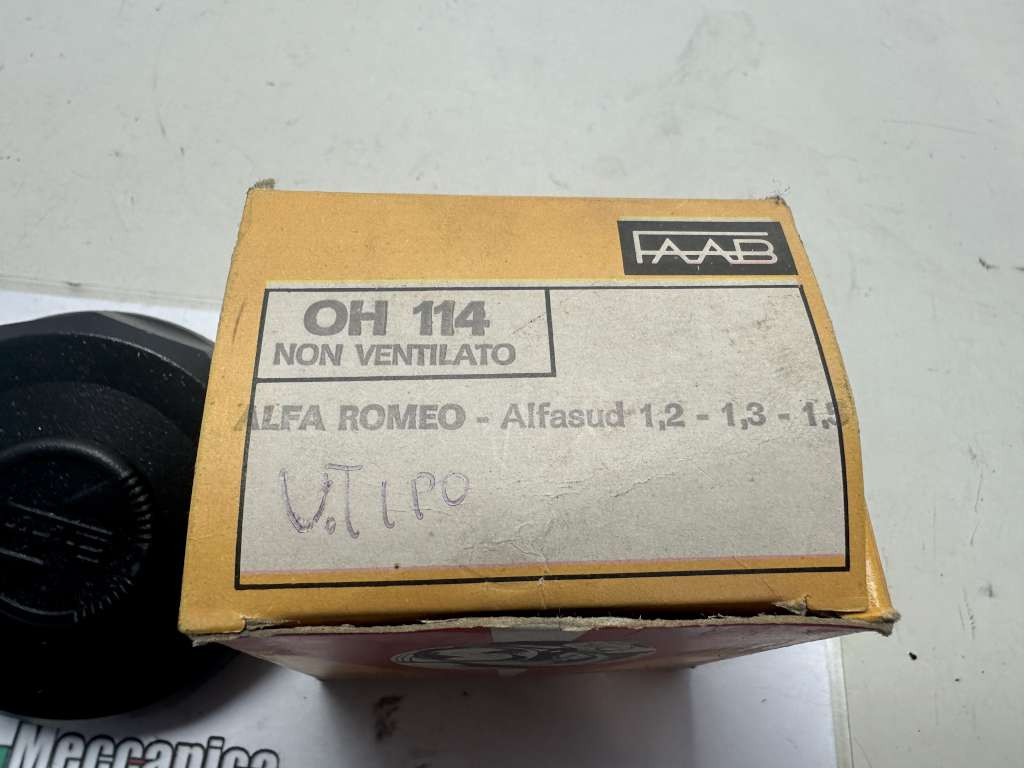 FAAB
OH 114
NON VENTILATO
ALFA ROMEO - Alfasud 1,2 - 1,3 - 1,5
V.TIPO
Meccanica